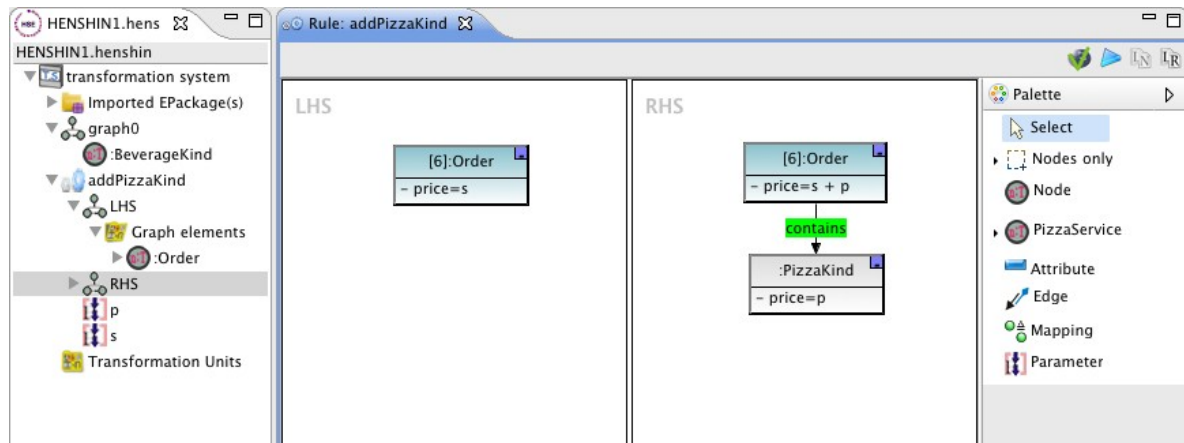 HENSHIN1.hens
HENSHIN1.henshin
transformation system
Imported EPackage(s)
graph0
:BeverageKind
addPizzaKind
LHS
Graph elements
:Order
RHS
p
s
Transformation Units
Rule: addPizzaKind
LHS
[6]:Order
- price=s
RHS
[6]:Order
- price=s + p
contains
:PizzaKind
- price=p
Palette
Select
Nodes only
Node
PizzaService
Attribute
Edge
Mapping
Parameter